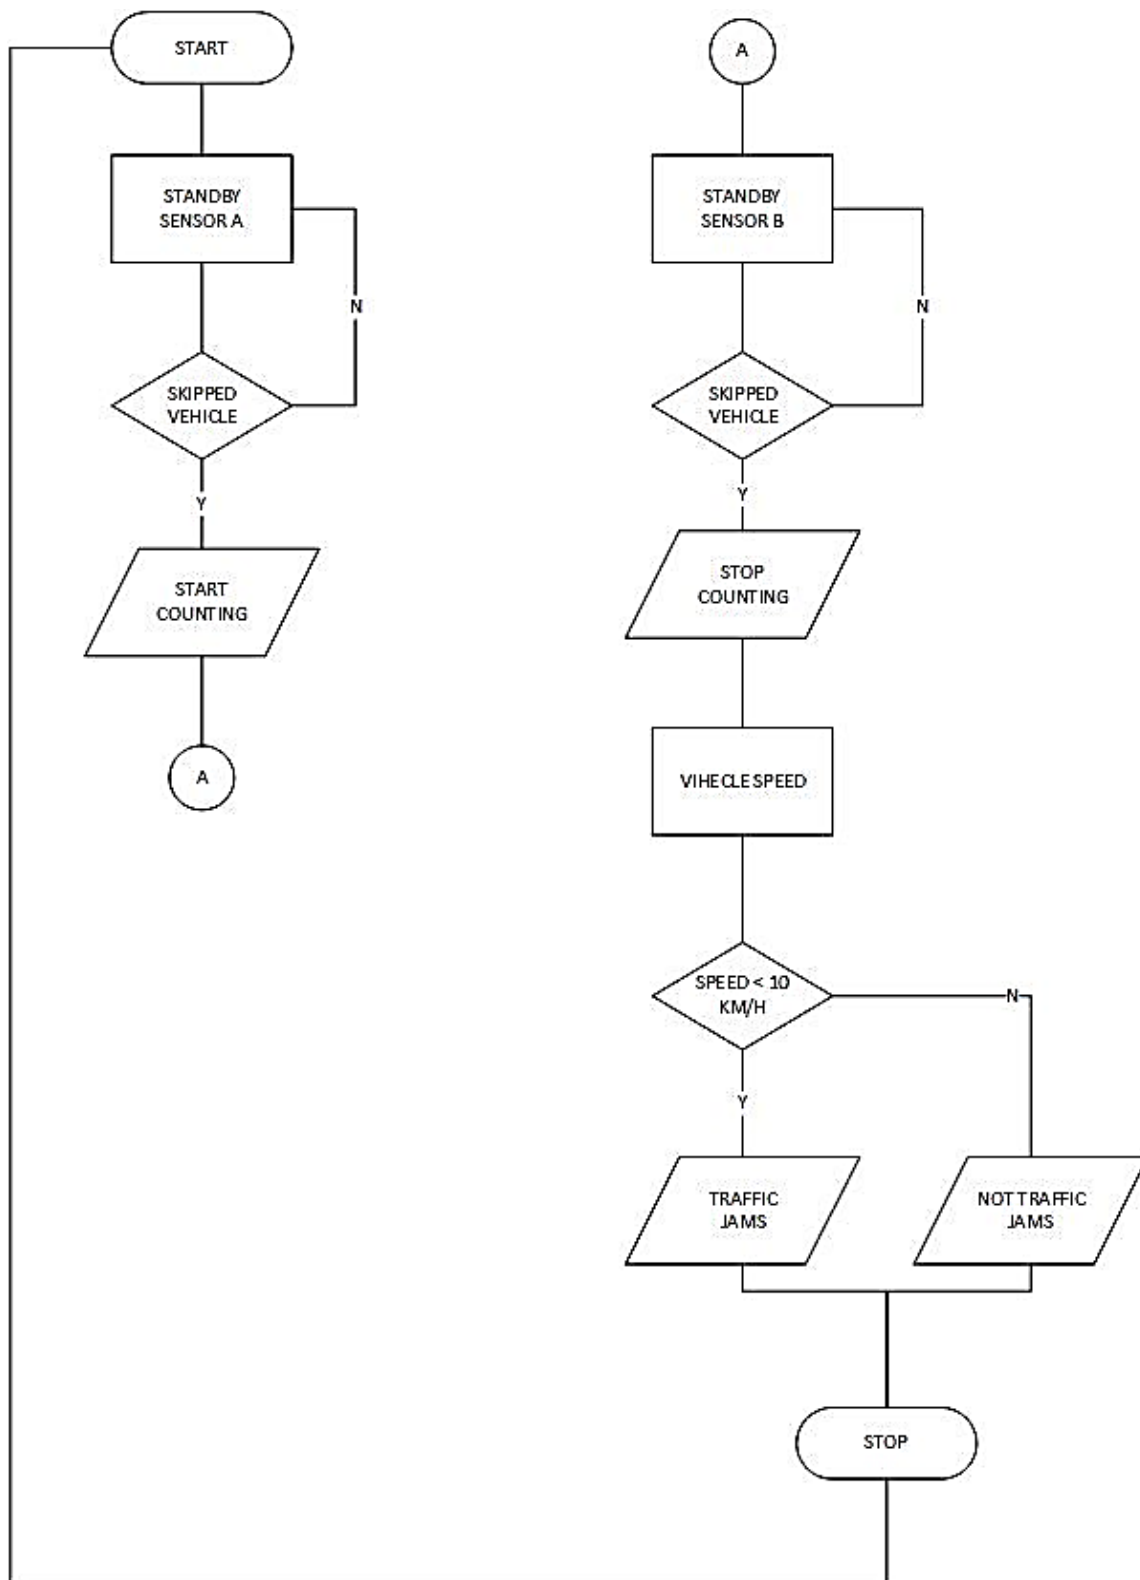 START
STANDBY
SENSOR A
N
SKIPPED
VEHICLE
Y
START
COUNTING
A
A
STANDBY
SENSOR B
N
SKIPPED
VEHICLE
Y
STOP
COUNTING
VIHECLE SPEED
SPEED < 10
KM/H
N
Y
TRAFFIC
JAMS
NOT TRAFFIC
JAMS
STOP